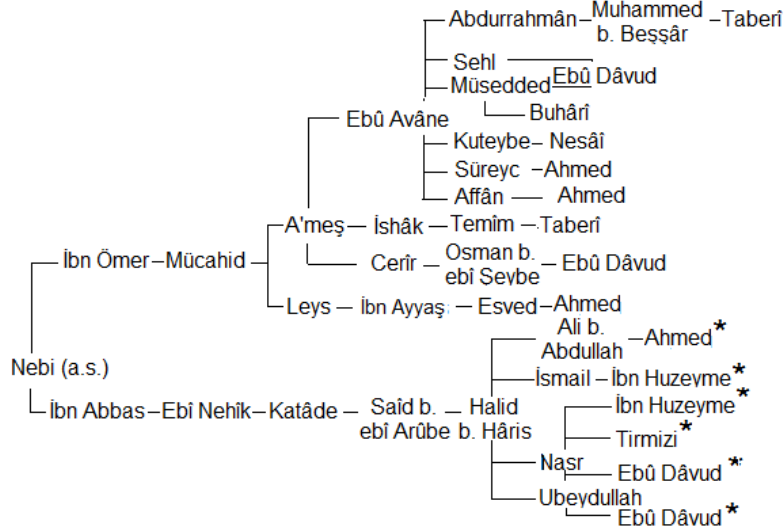 Abdurrahmân – Muhammed b. Beşşâr – Taberî
Sehl
Müsedded Ebû Dâvud
Buhârî
Ebû Avâne
Kuteybe – Nesâî
Süreyc – Ahmed
Affân — Ahmed
A'meş – İshâk – Temîm – Taberî
İbn Ömer – Mücahid
Cerîr – Osman b. ebî Şeybe – Ebû Dâvud
Leys – İbn Ayyaş – Esved – Ahmed
Ali b. Abdullah – Ahmed*
Nebi (a.s.)
İsmail – İbn Huzeyme*
İbn Abbas – Ebî Nehîk – Katâde – Saîd b. ebî Arûbe – Halid b. Hâris
İbn Huzeyme*
Tirmizi*
Nasr
Ebû Dâvud *
Ubeydullah
Ebû Dâvud *